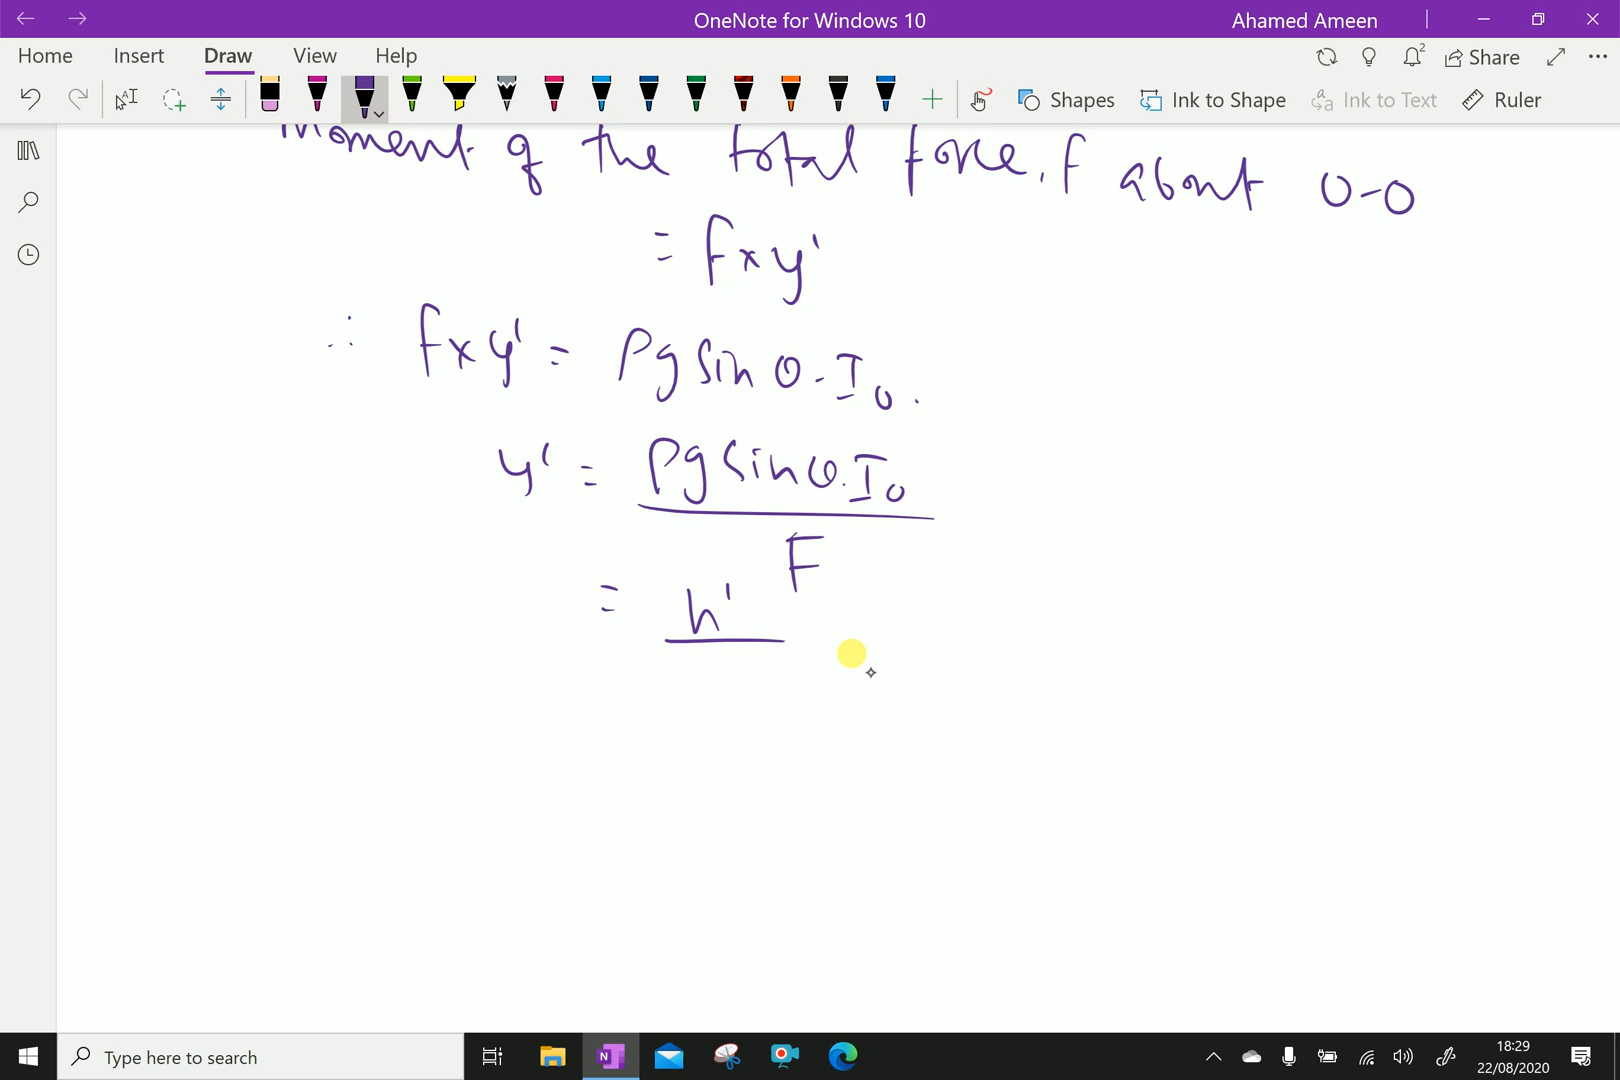 OneNote for Windows 10
Ahamed Ameen
Home Insert Draw View Help
2 Share
Shapes Ink to Shape Ink to Text Ruler
Moment of the total force, F about O-O
= F x y'
∴ F x y' = ρg sin θ · I₀.
y' = ρg sin θ · I₀
F
= h'
Type here to search
18:29
22/08/2020